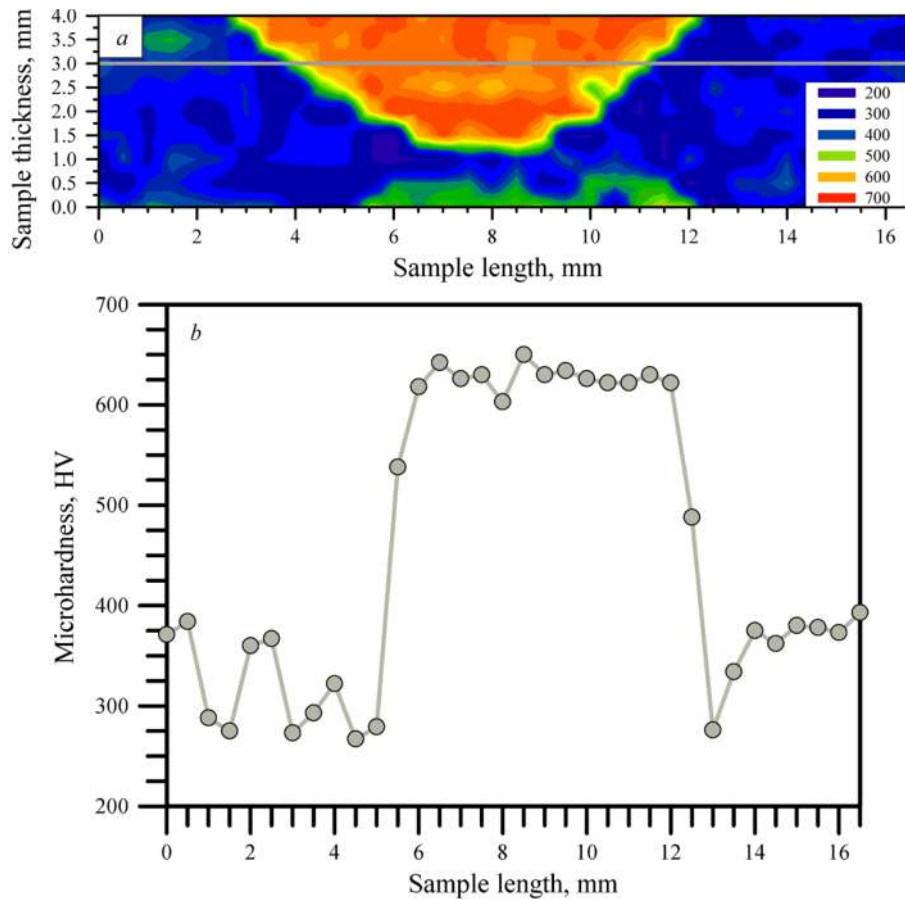 a
Sample thickness, mm
4.0
3.5
3.0
2.5
2.0
1.5
1.0
0.5
0.0
200
300
400
500
600
700
0 2 4 6 8 10 12 14 16
Sample length, mm
b
Microhardness, HV
700
600
500
400
300
200
0 2 4 6 8 10 12 14 16
Sample length, mm